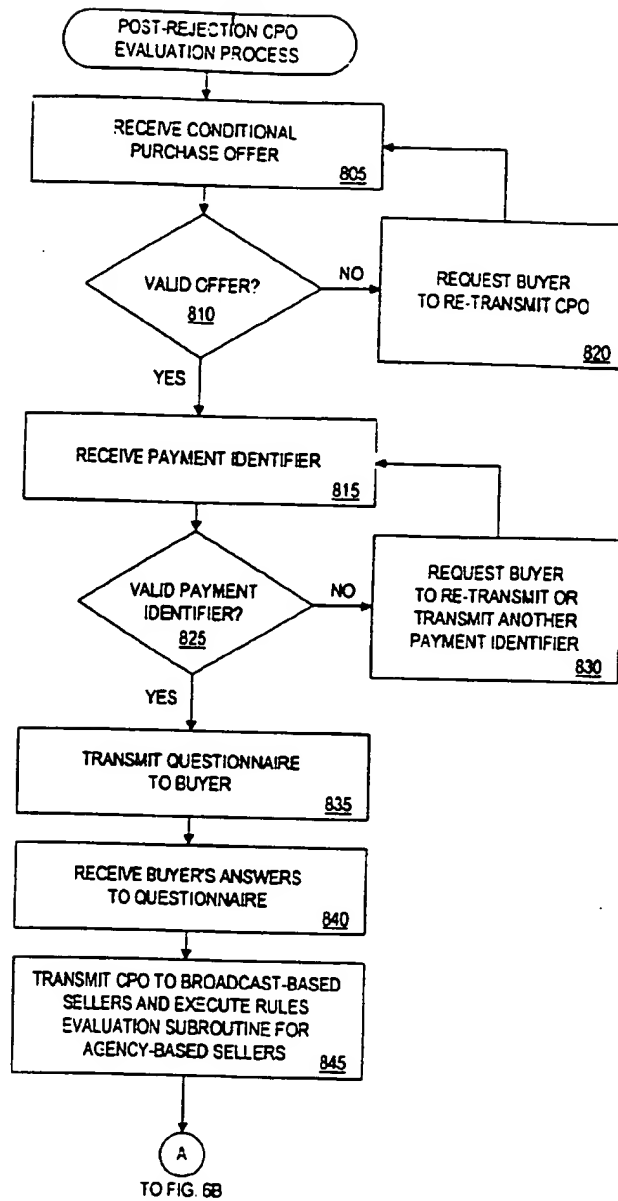 POST-REJECTION CPO
EVALUATION PROCESS
RECEIVE CONDITIONAL
PURCHASE OFFER
805
VALID OFFER?
810
NO
REQUEST BUYER
TO RE-TRANSMIT CPO
820
YES
RECEIVE PAYMENT IDENTIFIER
815
VALID PAYMENT
IDENTIFIER?
825
NO
REQUEST BUYER
TO RE-TRANSMIT OR
TRANSMIT ANOTHER
PAYMENT IDENTIFIER
830
YES
TRANSMIT QUESTIONNAIRE
TO BUYER
835
RECEIVE BUYER'S ANSWERS
TO QUESTIONNAIRE
840
TRANSMIT CPO TO BROADCAST-BASED
SELLERS AND EXECUTE RULES
EVALUATION SUBROUTINE FOR
AGENCY-BASED SELLERS
845
A
TO FIG. 6B